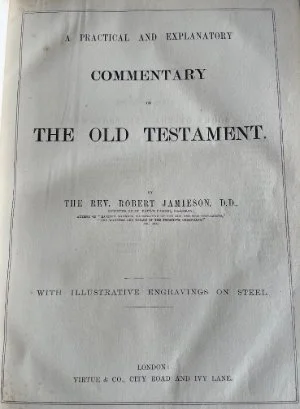 A PRACTICAL AND EXPLANATORY
COMMENTARY
ON
THE OLD TESTAMENT.
BY
THE REV. ROBERT JAMIESON, D.D.,
WITH ILLUSTRATIVE ENGRAVINGS ON STEEL.
LONDON:
VIRTUE & CO., CITY ROAD AND IVY LANE.